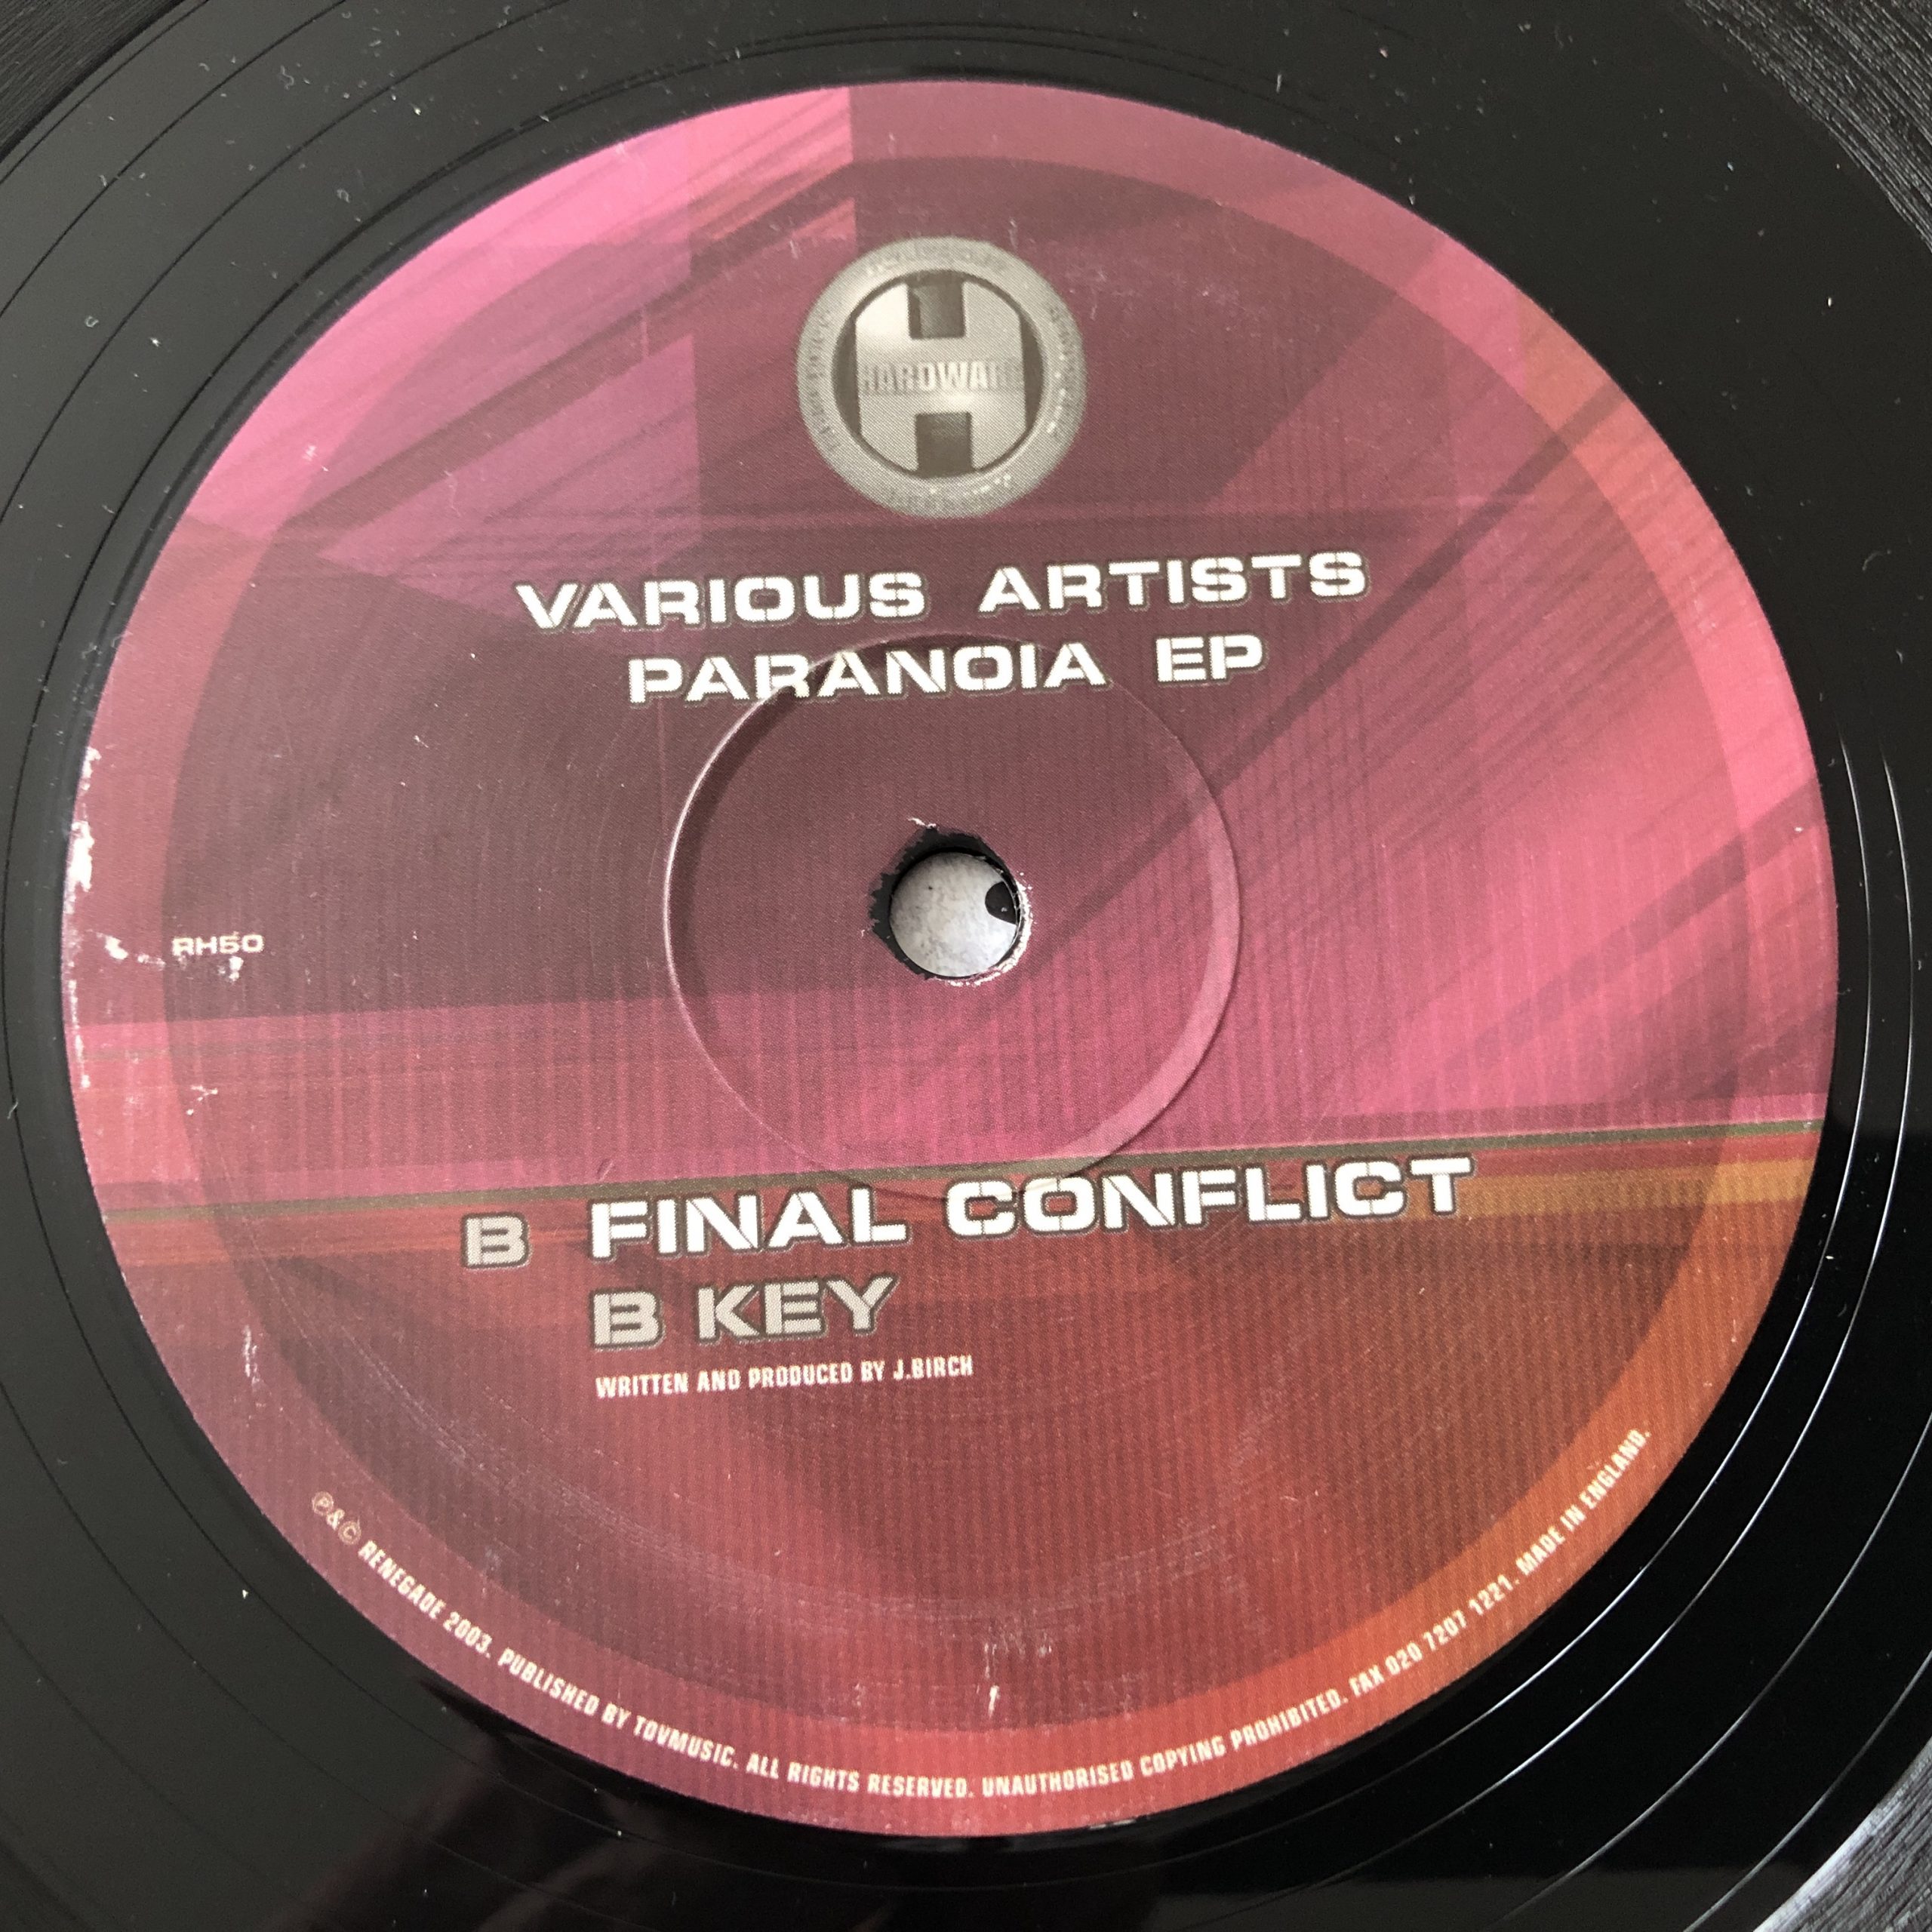 HARDWARE
VARIOUS ARTISTS
PARANOIA EP
RH50
B FINAL CONFLICT
B KEY
WRITTEN AND PRODUCED BY J.BIRCH
℗&© RENEGADE 2003. PUBLISHED BY TOVMUSIC. ALL RIGHTS RESERVED. UNAUTHORISED COPYING PROHIBITED. FAX 020 7207 1221. MADE IN ENGLAND.